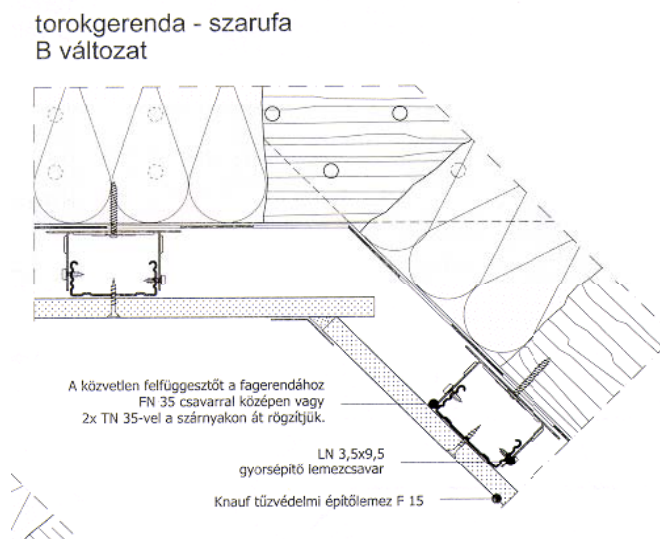 torokgerenda - szarufa
B változat
A közvetlen felfüggesztőt a fagerendához
FN 35 csavarral középen vagy
2x TN 35-vel a szárnyakon át rögzítjük.
LN 3,5x9,5
gyorsépítő lemezcsavar
Knauf tűzvédelmi építőlemez F 15